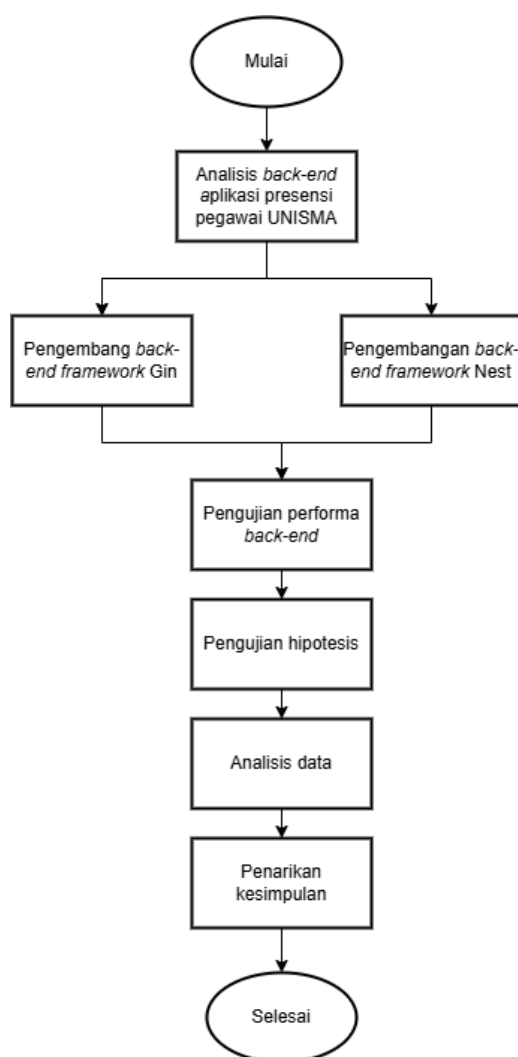 Mulai
Analisis back-end
aplikasi presensi
pegawai UNISMA
Pengembang back-
end framework Gin
Pengembangan back-
end framework Nest
Pengujian performa
back-end
Pengujian hipotesis
Analisis data
Penarikan
kesimpulan
Selesai